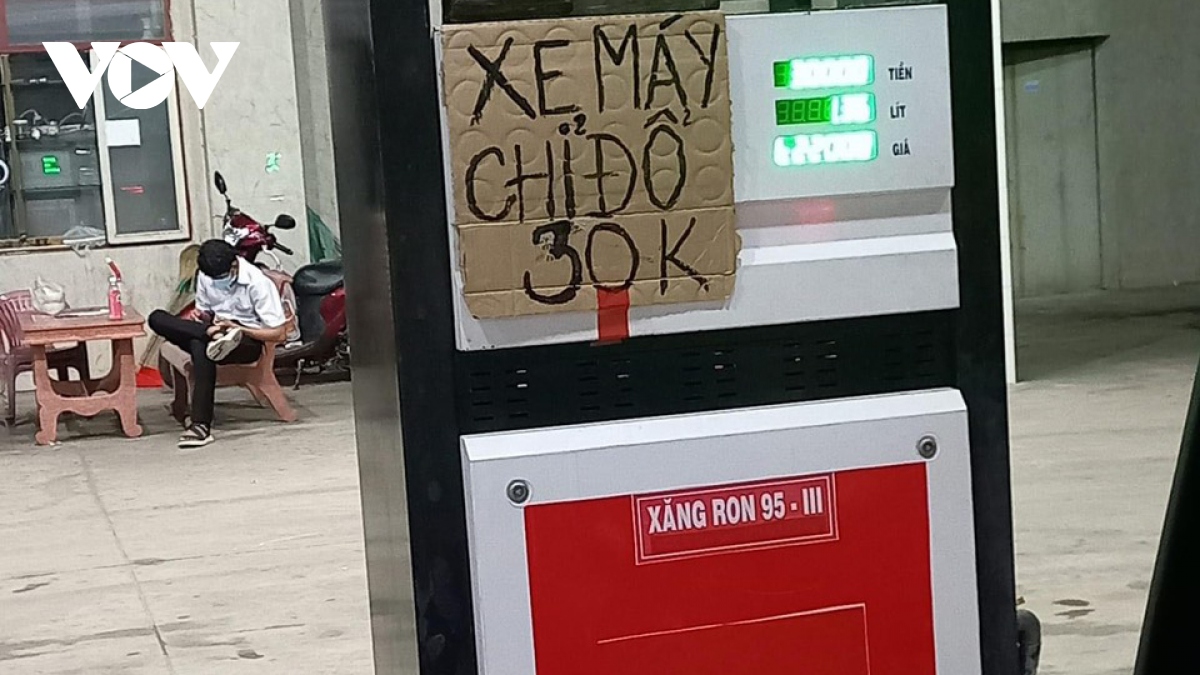 VOV
XE MÁY
CHỈ ĐỔ
30K
TIỀN
LÍT
GIÁ
XĂNG RON 95 - III